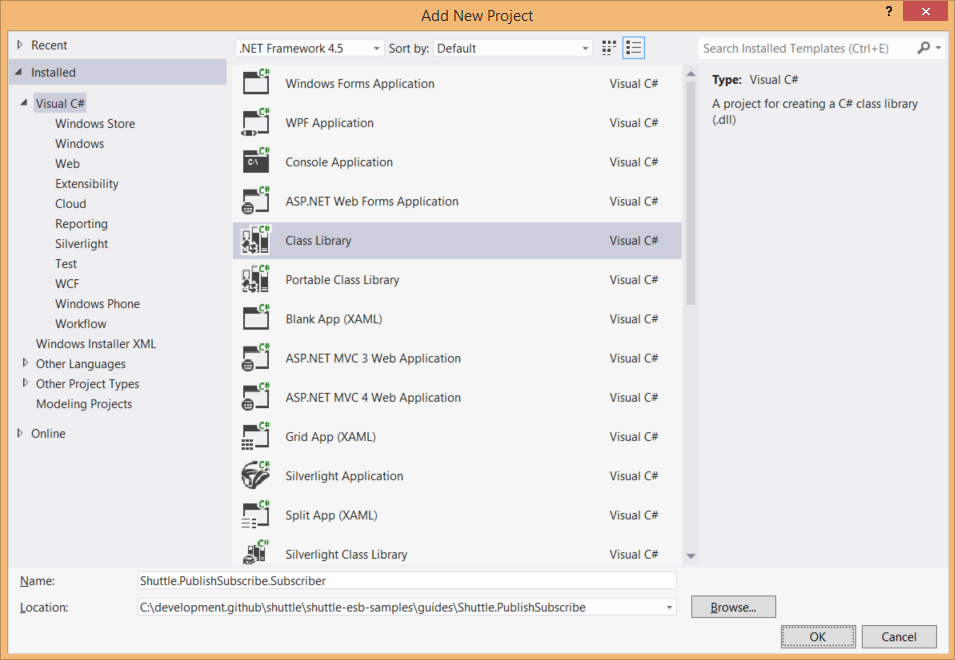 Add New Project
?
Recent
Installed
Visual C#
Windows Store
Windows
Web
Extensibility
Cloud
Reporting
Silverlight
Test
WCF
Windows Phone
Workflow
Windows Installer XML
Other Languages
Other Project Types
Modeling Projects
Online
.NET Framework 4.5 Sort by: Default
C# Windows Forms Application Visual C#
C# WPF Application Visual C#
C# C:\ Console Application Visual C#
C# ASP.NET Web Forms Application Visual C#
C# Class Library Visual C#
C# Portable Class Library Visual C#
C# Blank App (XAML) Visual C#
C# ASP.NET MVC 3 Web Application Visual C#
C# ASP.NET MVC 4 Web Application Visual C#
C# Grid App (XAML) Visual C#
C# Silverlight Application Visual C#
C# Split App (XAML) Visual C#
C# Silverlight Class Library Visual C#
Search Installed Templates (Ctrl+E)
Type: Visual C#
A project for creating a C# class library
(.dll)
Name: Shuttle.PublishSubscribe.Subscriber
Location: C:\development.github\shuttle\shuttle-esb-samples\guides\Shuttle.PublishSubscribe Browse...
OK Cancel